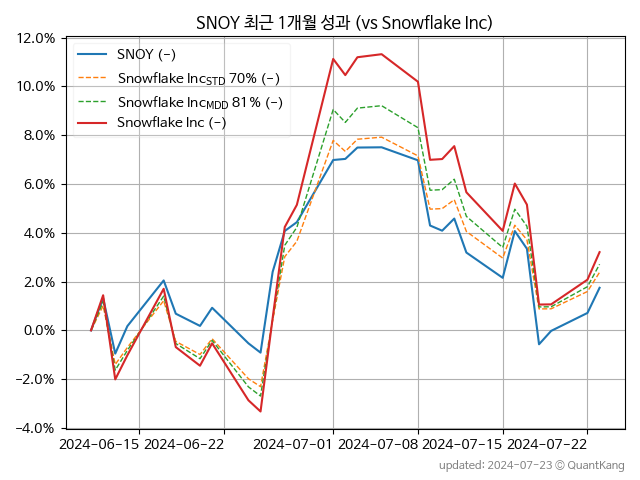 SNOY 최근 1개월 성과 (vs Snowflake Inc)
12.0%
10.0%
8.0%
6.0%
4.0%
2.0%
0.0%
−2.0%
−4.0%
SNOY (-)
Snowflake IncSTD 70% (-)
Snowflake IncMDD 81% (-)
Snowflake Inc (-)
2024-06-15 2024-06-22 2024-07-01 2024-07-08 2024-07-15 2024-07-22
updated: 2024-07-23 © QuantKang